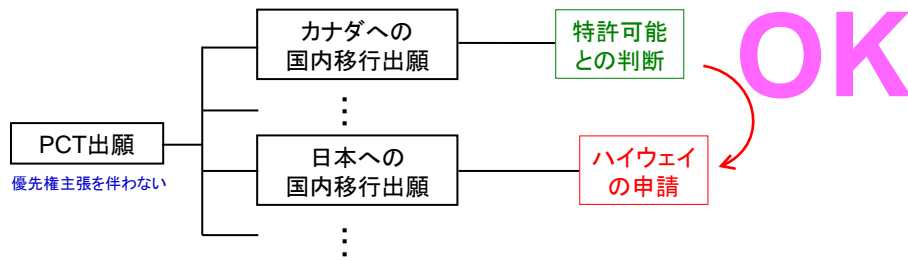 カナダへの
国内移行出願
特許可能
との判断
OK
PCT出願
優先権主張を伴わない
日本への
国内移行出願
ハイウェイ
の申請